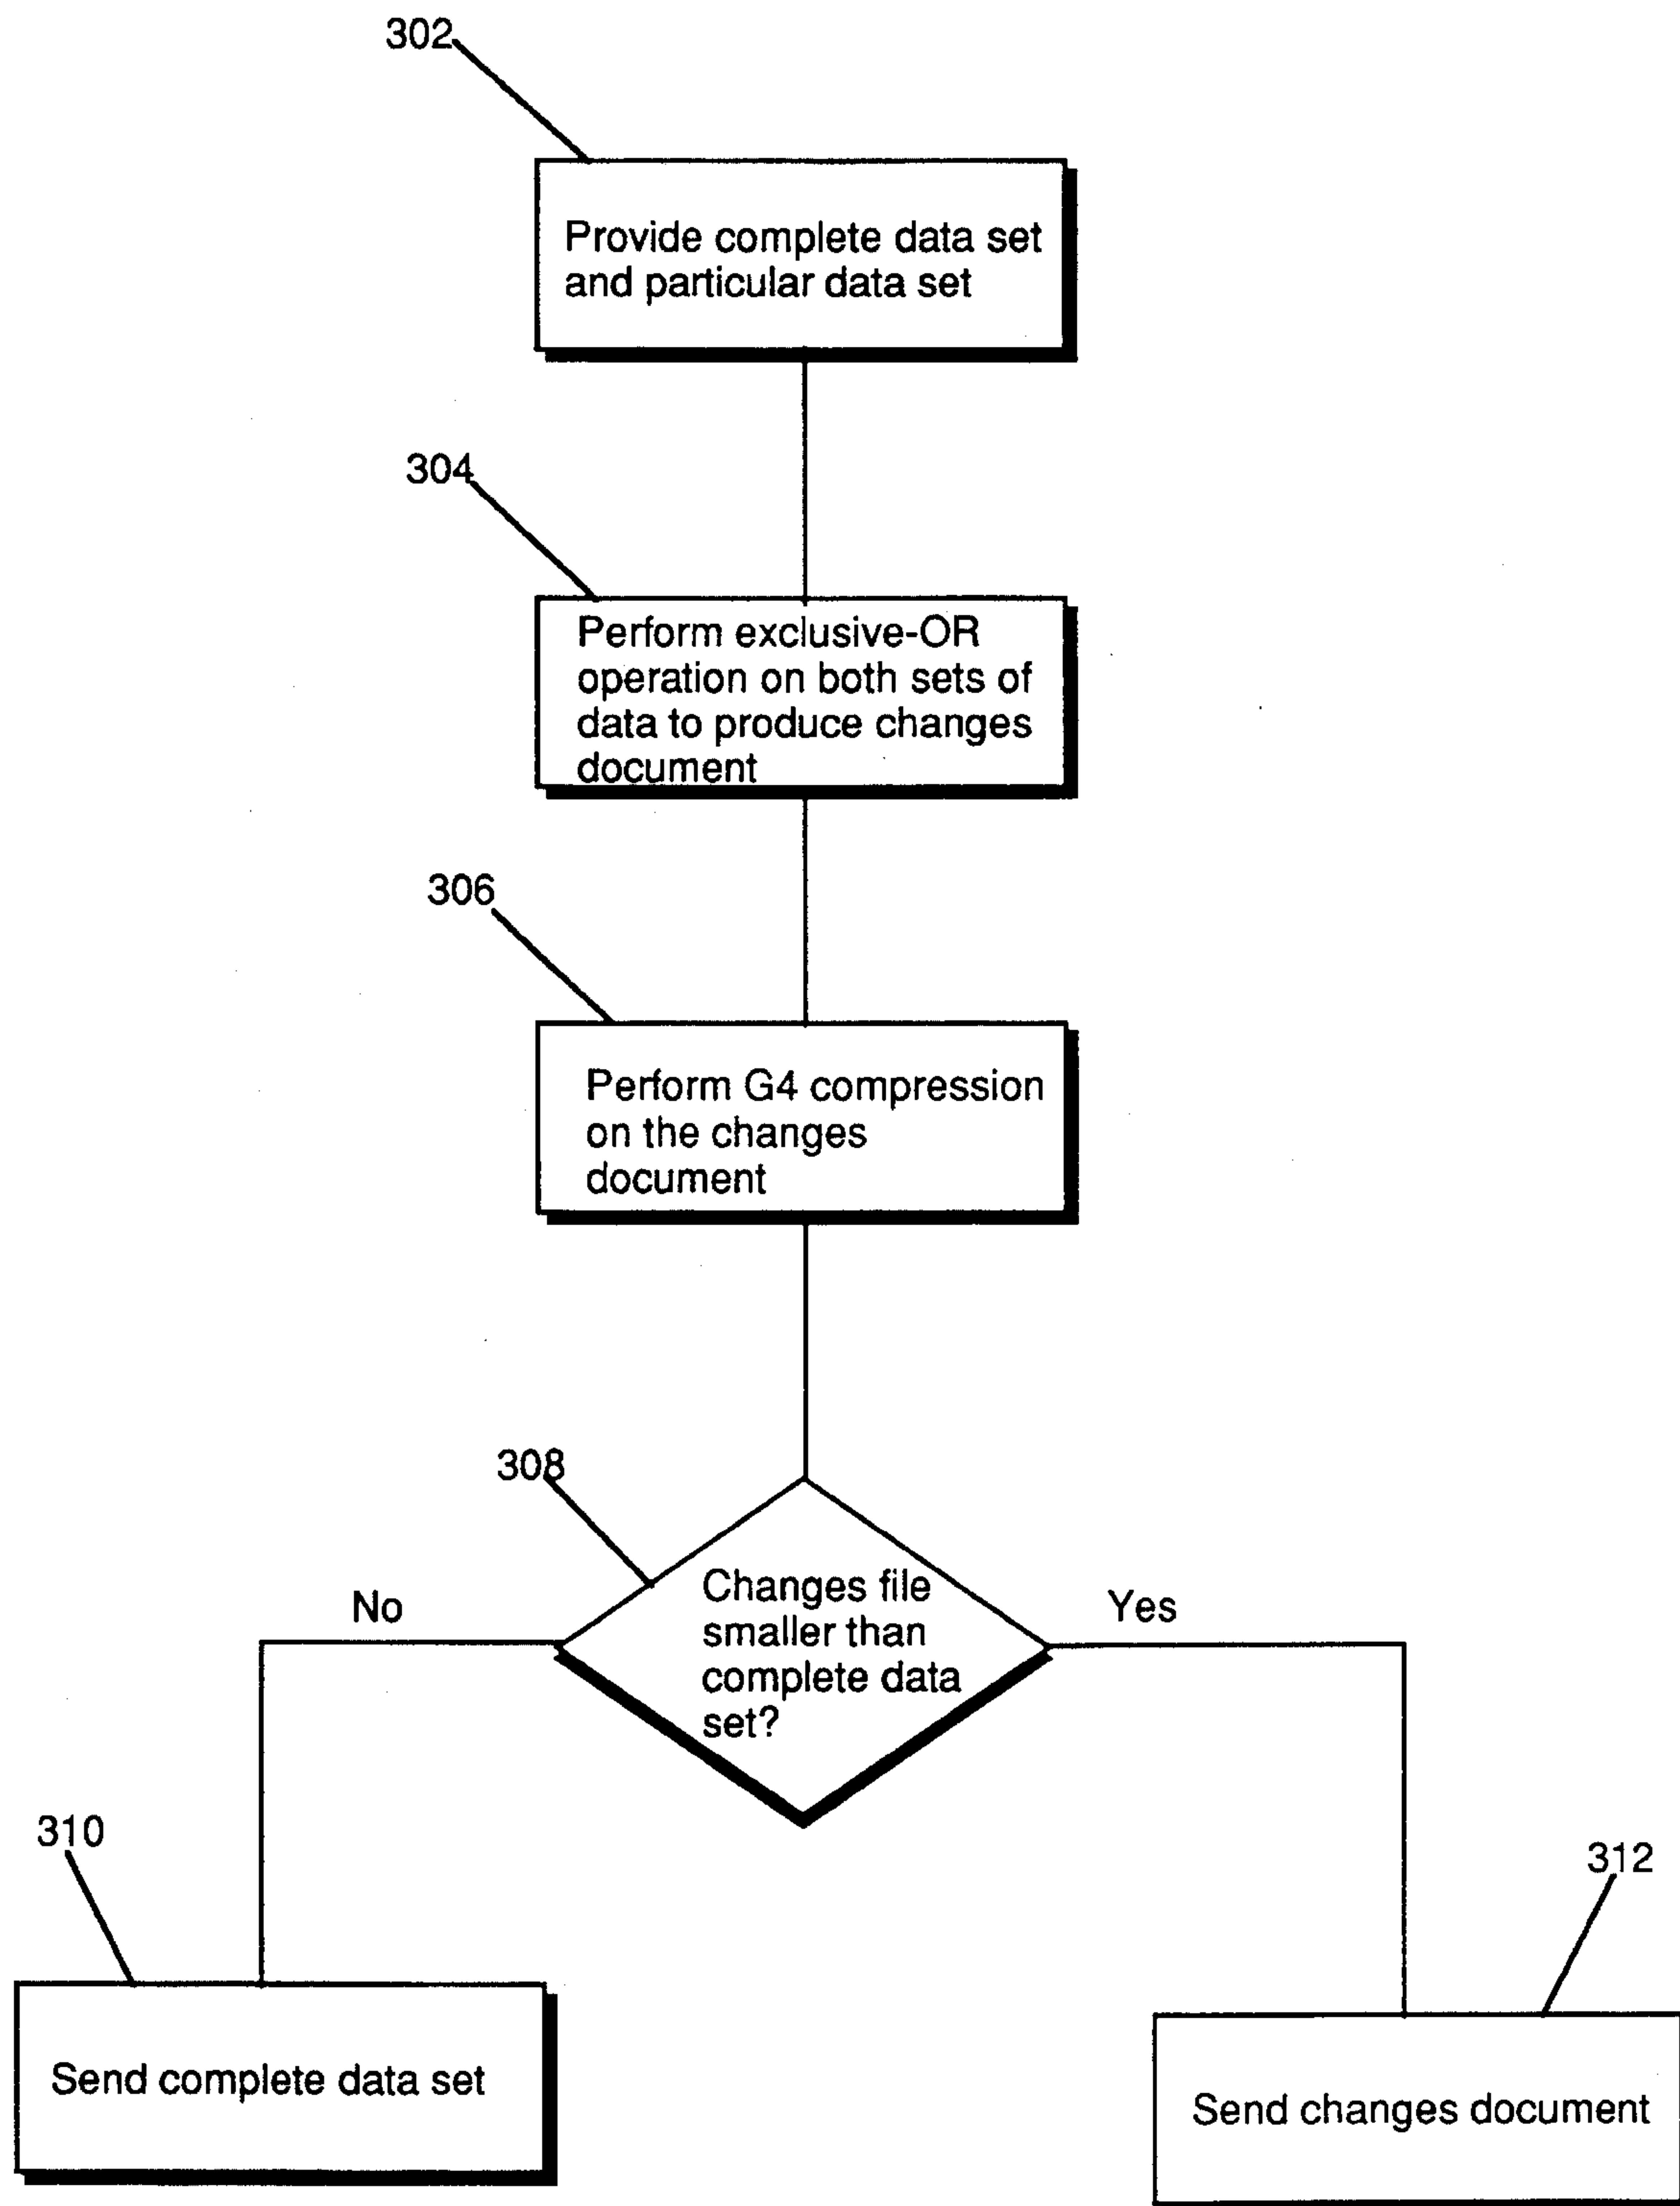 302
Provide complete data set
and particular data set
304
Perform exclusive-OR
operation on both sets of
data to produce changes
document
306
Perform G4 compression
on the changes
document
308
Changes file
smaller than
complete data
set?
No
Yes
310
Send complete data set
312
Send changes document